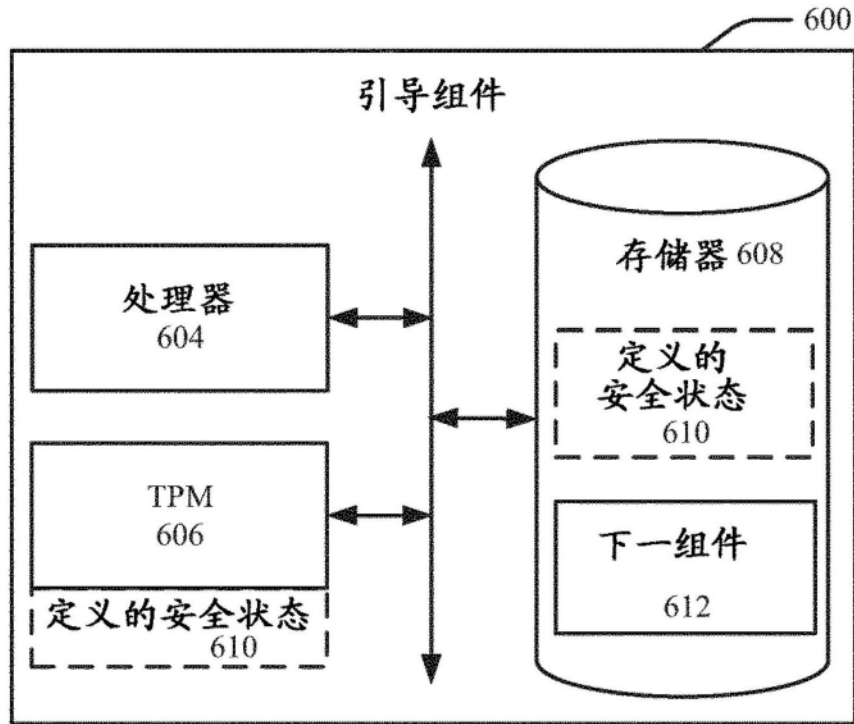 600
引导组件
处理器
604
TPM
606
定义的安全状态
610
存储器 608
定义的
安全状态
610
下一组件
612